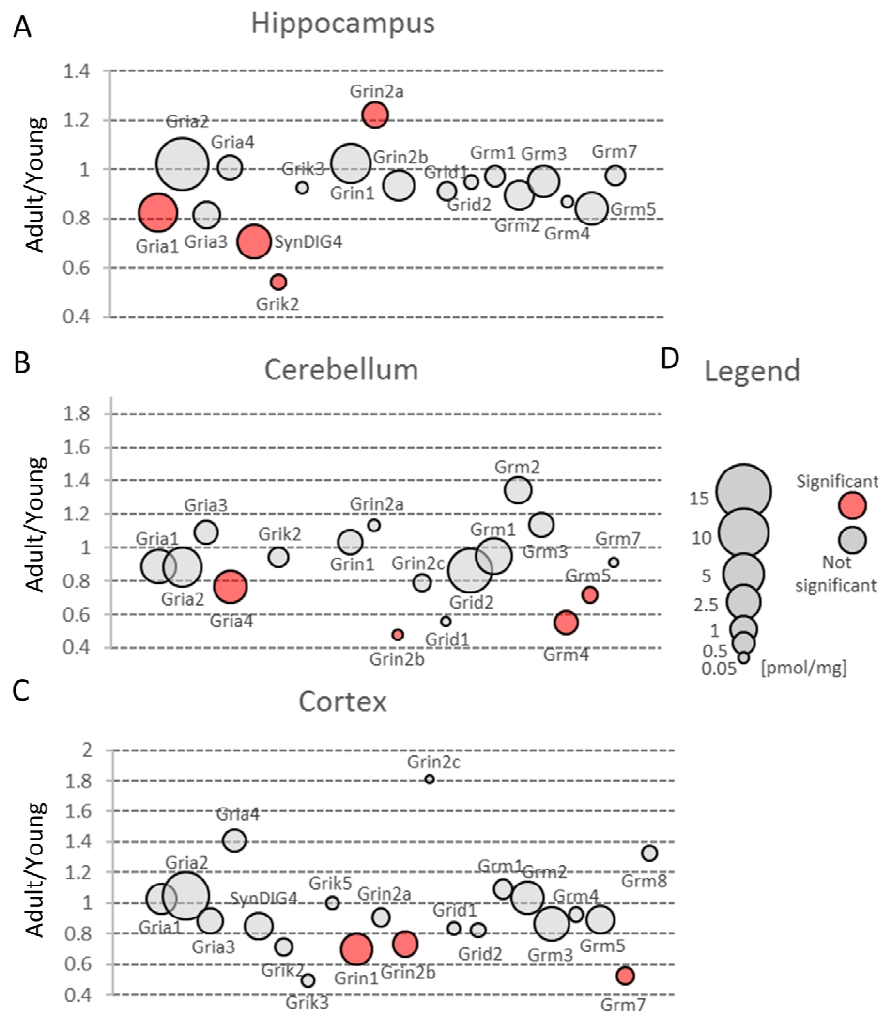 A
Hippocampus
Adult/Young
1.4
1.2
1
0.8
0.6
0.4
Grin2a
Gria2
Gria4
Grik3
Grin2b
Grid1
Grm1
Grm3
Grm7
Grin1
Grid2
Grm2
Grm4
Grm5
Gria1
Gria3
SynDIG4
Grik2
B
Cerebellum
Adult/Young
1.8
1.6
1.4
1.2
1
0.8
0.6
0.4
Grm2
Gria3
Grin2a
Gria1
Grik2
Grm1
Grm3
Grm7
Grin1
Grin2c
Grm5
Gria2
Grid2
Gria4
Grid1
Grin2b
Grm4
D
Legend
15
10
5
2.5
1
0.5
0.05
[pmol/mg]
Significant
Not
significant
C
Cortex
Adult/Young
2
1.8
1.6
1.4
1.2
1
0.8
0.6
0.4
Grin2c
Gria4
Gria2
Grm1
Grm2
Grm8
Grik5
Grin2a
Grm4
SynDIG4
Grid1
Gria1
Gria3
Grid2
Grm3
Grm5
Grik2
Grin1
Grin2b
Grik3
Grm7